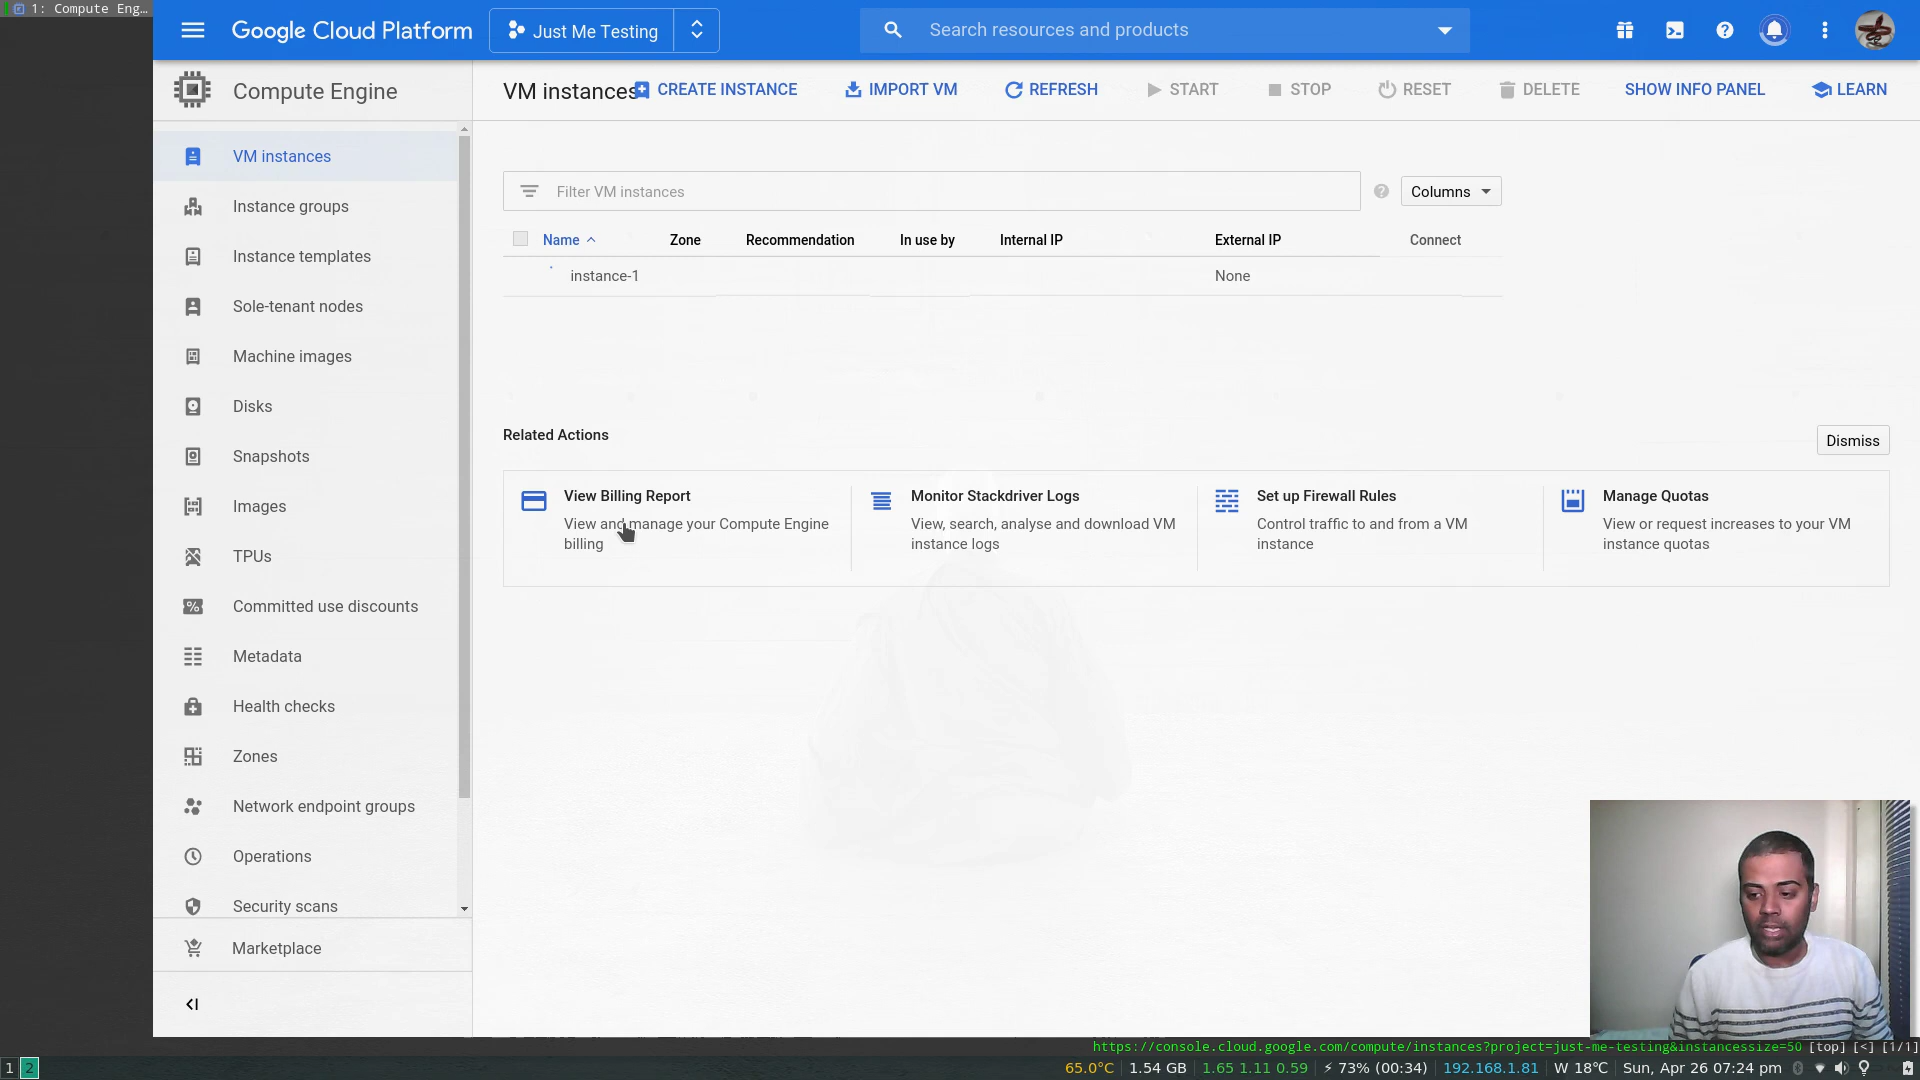 1: Compute Eng…
Google Cloud Platform
Just Me Testing
Search resources and products
Compute Engine
VM instances
CREATE INSTANCE
IMPORT VM
REFRESH
START
STOP
RESET
DELETE
SHOW INFO PANEL
LEARN
VM instances
Instance groups
Instance templates
Sole-tenant nodes
Machine images
Disks
Snapshots
Images
TPUs
Committed use discounts
Metadata
Health checks
Zones
Network endpoint groups
Operations
Security scans
Marketplace
Filter VM instances
Columns
Name Zone Recommendation In use by Internal IP External IP Connect
instance-1 None
Related Actions
Dismiss
View Billing Report
View and manage your Compute Engine
billing
Monitor Stackdriver Logs
View, search, analyse and download VM
instance logs
Set up Firewall Rules
Control traffic to and from a VM
instance
Manage Quotas
View or request increases to your VM
instance quotas
https://console.cloud.google.com/compute/instances?project=just-me-testing&instancessize=50 [top] [<] [1/1]
1 2
65.0°C 1.54 GB 1.65 1.11 0.59 ⚡ 73% (00:34) 192.168.1.81 W 18°C Sun, Apr 26 07:24 pm